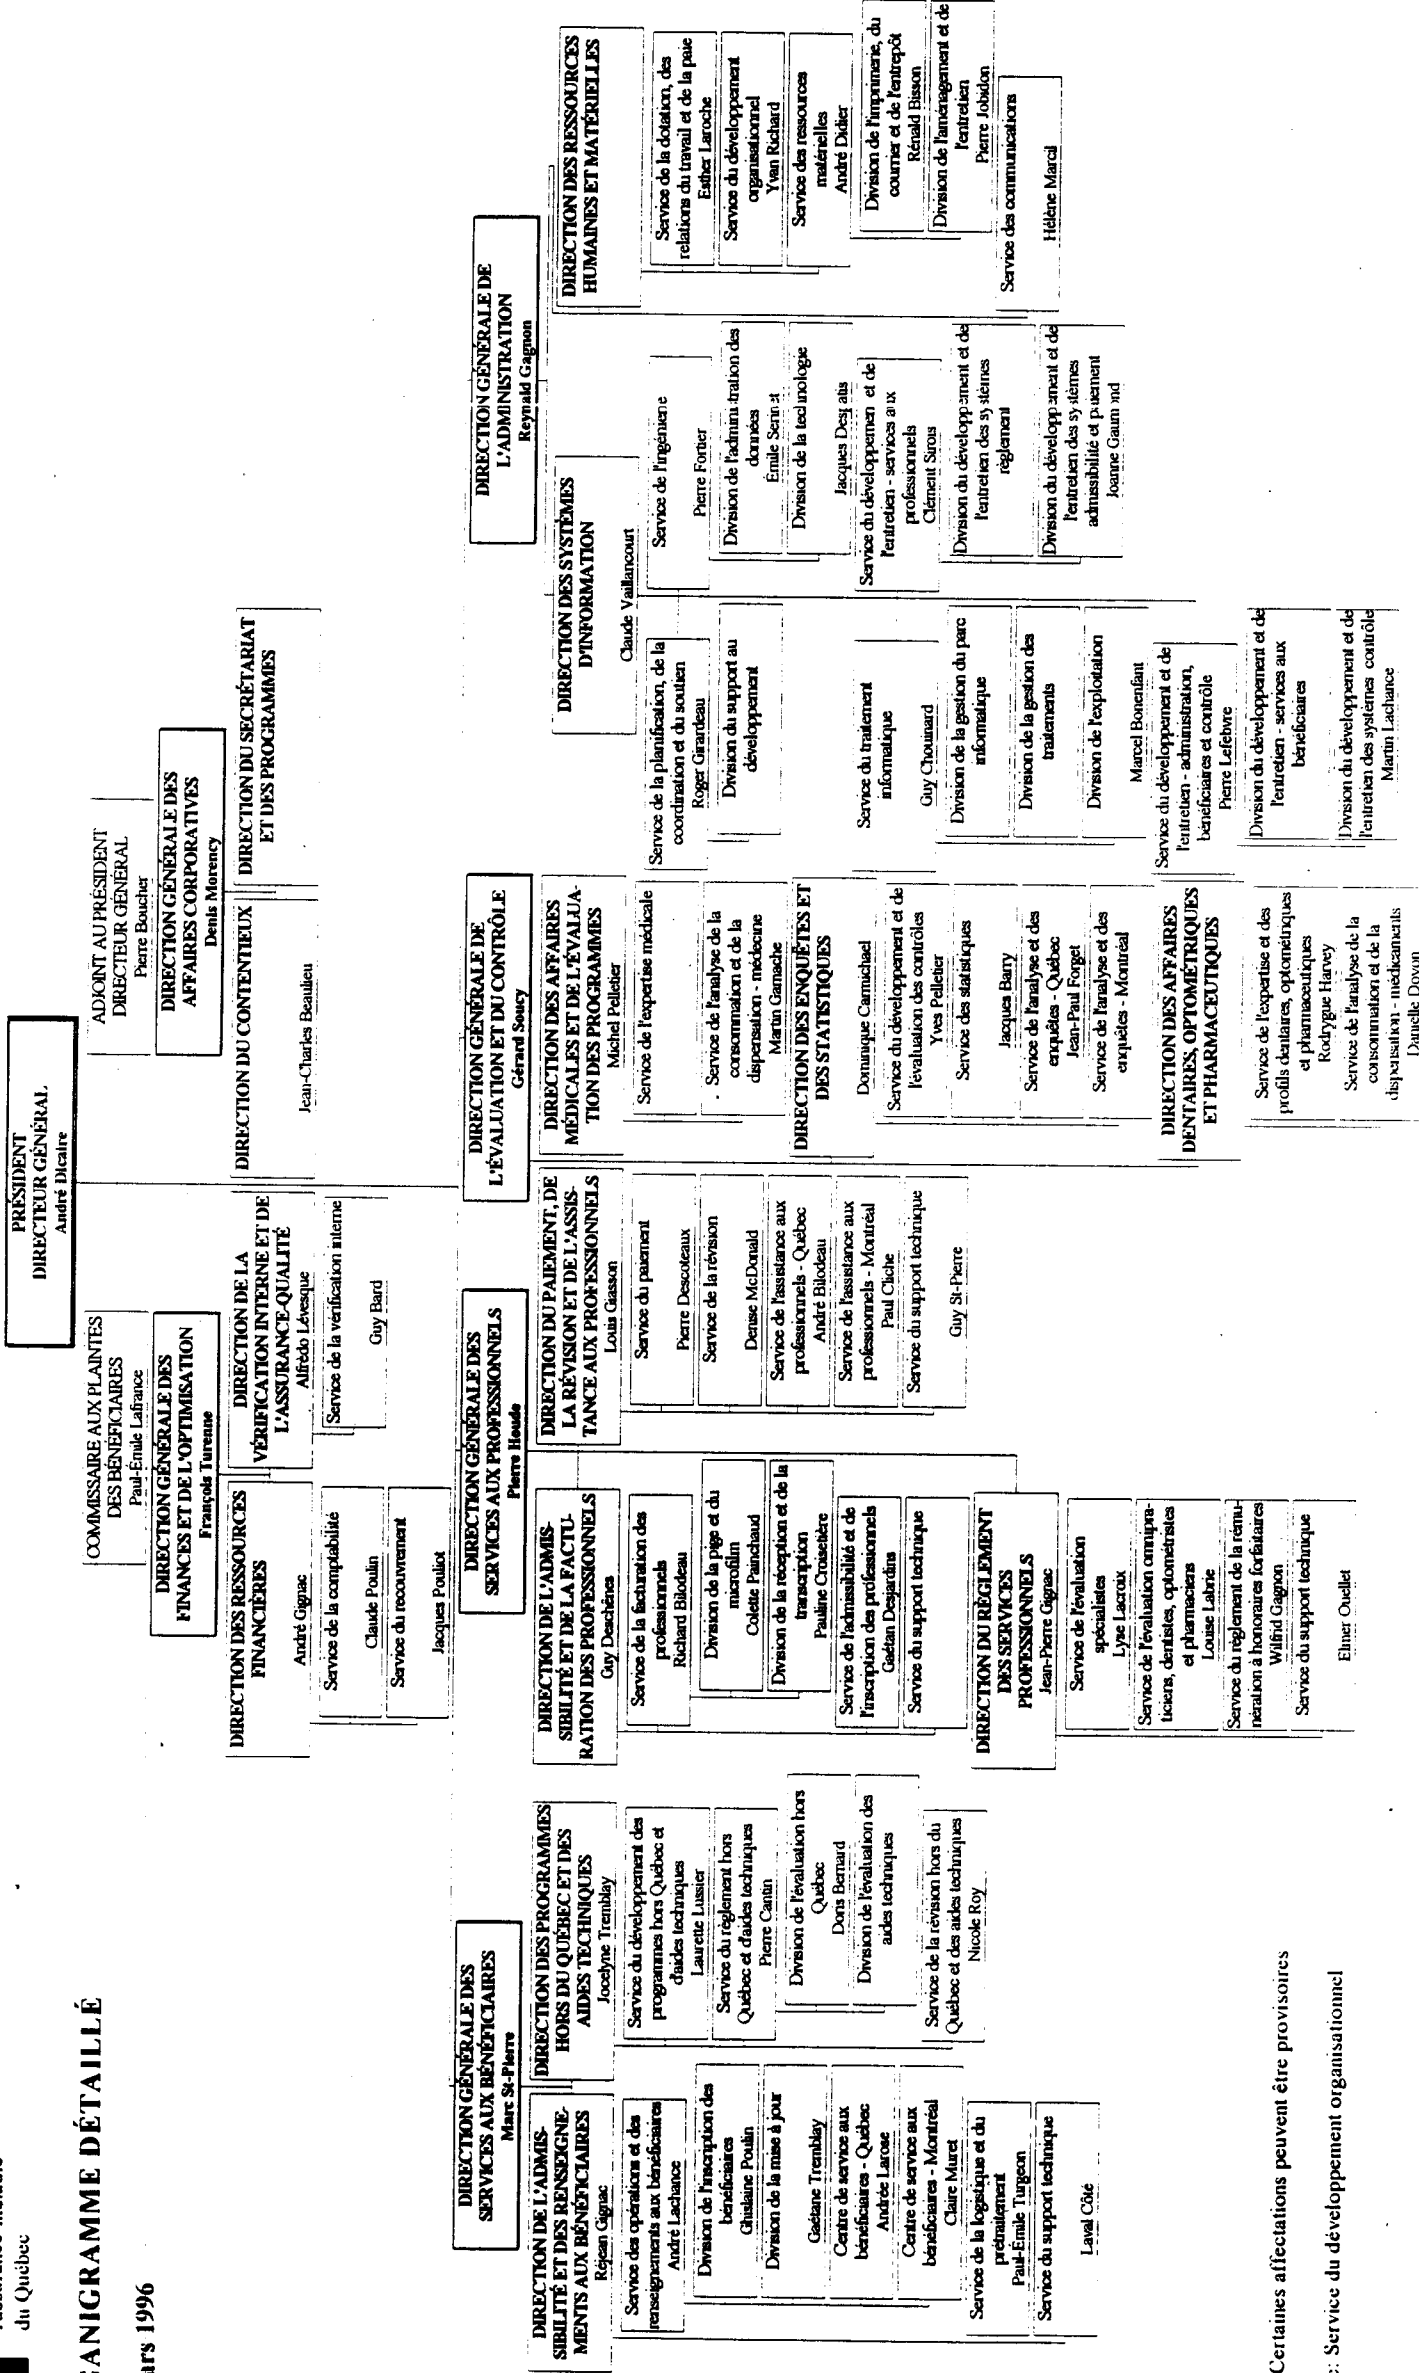 du Québec
ANIGRAMME DÉTAILLÉ
ars 1996
PRÉSIDENT
DIRECTEUR GÉNÉRAL
André Dicaire
COMMISSAIRE AUX PLAINTES
DES BÉNÉFICIAIRES
Paul-Émile Lafrance
ADJOINT AU PRÉSIDENT
DIRECTEUR GÉNÉRAL
Pierre Boucher
DIRECTION GÉNÉRALE DES
FINANCES ET DE L'OPTIMISATION
François Turenne
DIRECTION GÉNÉRALE DES
AFFAIRES CORPORATIVES
Denis Morency
DIRECTION DES RESSOURCES
FINANCIÈRES
André Gignac
Service de la comptabilité
Claude Poulin
Service du recouvrement
Jacques Pouliot
DIRECTION DE LA
VÉRIFICATION INTERNE ET DE
L'ASSURANCE-QUALITÉ
Alfrédo Lévesque
Service de la vérification interne
Guy Bard
DIRECTION DU CONTENTIEUX
Jean-Charles Beaulieu
DIRECTION DU SECRÉTARIAT
ET DES PROGRAMMES
DIRECTION GÉNÉRALE DES
SERVICES AUX BÉNÉFICIAIRES
Marc St-Pierre
DIRECTION DE L'ADMIS-
SIBILITÉ ET DES RENSEIGNE-
MENTS AUX BÉNÉFICIAIRES
Réjean Gignac
Service des opérations et des
renseignements aux bénéficiaires
André Lachance
Division de l'inscription des
bénéficiaires
Ghislaine Poulin
Division de la mise à jour
Gaétane Tremblay
Centre de service aux
bénéficiaires - Québec
Andrée Larose
Centre de service aux
bénéficiaires - Montréal
Claire Muret
Service de la logistique et du
prétraitement
Paul-Émile Turgeon
Service du support technique
Laval Côté
DIRECTION DES PROGRAMMES
HORS DU QUÉBEC ET DES
AIDES TECHNIQUES
Jocelyne Tremblay
Service du développement des
programmes hors Québec et
d'aides techniques
Laurette Lussier
Service du règlement hors
Québec et d'aides techniques
Pierre Cantin
Division de l'évaluation hors
Québec
Doris Bernard
Division de l'évaluation des
aides techniques
Service de la révision hors du
Québec et des aides techniques
Nicole Roy
DIRECTION GÉNÉRALE DES
SERVICES AUX PROFESSIONNELS
Pierre Houde
DIRECTION DE L'ADMIS-
SIBILITÉ ET DE LA FACTU-
RATION DES PROFESSIONNELS
Guy Deschênes
Service de la facturation des
professionnels
Richard Bilodeau
Division de la pige et du
microfilm
Colette Painchaud
Division de la réception et de la
transcription
Pauline Croisetière
Service de l'admissibilité et de
l'inscription des professionnels
Gaétan Desjardins
Service du support technique
DIRECTION DU RÈGLEMENT
DES SERVICES
PROFESSIONNELS
Jean-Pierre Gignac
Service de l'évaluation
spécialistes
Lyse Lacroix
Service de l'évaluation omnipra-
ticiens, dentistes, optométristes
et pharmaciens
Louise Labrie
Service du règlement de la rému-
nération à honoraires forfaitaires
Wilfrid Gagnon
Service du support technique
Elmer Ouellet
DIRECTION DU PAIEMENT, DE
LA RÉVISION ET DE L'ASSIS-
TANCE AUX PROFESSIONNELS
Louis Giasson
Service du paiement
Pierre Descoteaux
Service de la révision
Denise McDonald
Service de l'assistance aux
professionnels - Québec
André Bilodeau
Service de l'assistance aux
professionnels - Montréal
Paul Cliche
Service du support technique
Guy St-Pierre
DIRECTION GÉNÉRALE DE
L'ÉVALUATION ET DU CONTRÔLE
Gérard Soucy
DIRECTION DES AFFAIRES
MÉDICALES ET DE L'ÉVALUA-
TION DES PROGRAMMES
Michel Pelletier
Service de l'expertise médicale
Service de l'analyse de la
consommation et de la
dispensation - médecine
Martin Gamache
DIRECTION DES ENQUÊTES ET
DES STATISTIQUES
Dominique Carmichael
Service du développement et de
l'évaluation des contrôles
Yves Pelletier
Service des statistiques
Jacques Barry
Service de l'analyse et des
enquêtes - Québec
Jean-Paul Forget
Service de l'analyse et des
enquêtes - Montréal
DIRECTION DES AFFAIRES
DENTAIRES, OPTOMÉTRIQUES
ET PHARMACEUTIQUES
Service de l'expertise et des
profils dentaires, optométriques
et pharmaceutiques
Rodrygue Harvey
Service de l'analyse de la
consommation et de la
dispensation - médicaments
Danielle Doyon
DIRECTION GÉNÉRALE DE
L'ADMINISTRATION
Reynald Gagnon
DIRECTION DES SYSTÈMES
D'INFORMATION
Claude Vaillancourt
Service de la planification, de la
coordination et du soutien
Roger Girardeau
Division du support au
développement
Service du traitement
informatique
Guy Chouinard
Division de la gestion du parc
informatique
Division de la gestion des
traitements
Division de l'exploitation
Marcel Bonenfant
Service du développement et de
l'entretien - administration,
bénéficiaires et contrôle
Pierre Lefebvre
Division du développement et de
l'entretien - services aux
bénéficiaires
Division du développement et de
l'entretien des systèmes contrôle
Martin Lachance
Service de l'ingénierie
Pierre Fortier
Division de l'administration des
données
Émile Sennet
Division de la technologie
Jacques Desgatis
Service du développement et de
l'entretien - services aux
professionnels
Clément Sirois
Division du développement et de
l'entretien des systèmes
règlement
Division du développement et de
l'entretien des systèmes
admissibilité et paiement
Joanne Gaumond
DIRECTION DES RESSOURCES
HUMAINES ET MATÉRIELLES
Service de la dotation, des
relations du travail et de la paie
Esther Laroche
Service du développement
organisationnel
Yvan Richard
Service des ressources
matérielles
André Didier
Division de l'imprimerie, du
courrier et de l'entrepôt
Rénald Bisson
Division de l'aménagement et de
l'entretien
Pierre Jobidon
Service des communications
Hélène Marcil
Certaines affectations peuvent être provisoires
: Service du développement organisationnel